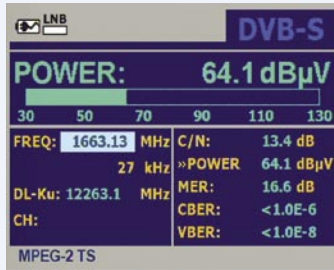 LNB
DVB-S
POWER: 64.1 dBµV
30 50 70 90 110 130
FREQ: 1663.13 MHz
27 kHz
DL-Ku: 12263.1 MHz
CH:
C/N: 13.4 dB
»POWER 64.1 dBµV
MER: 16.6 dB
CBER: <1.0E-6
VBER: <1.0E-8
MPEG-2 TS